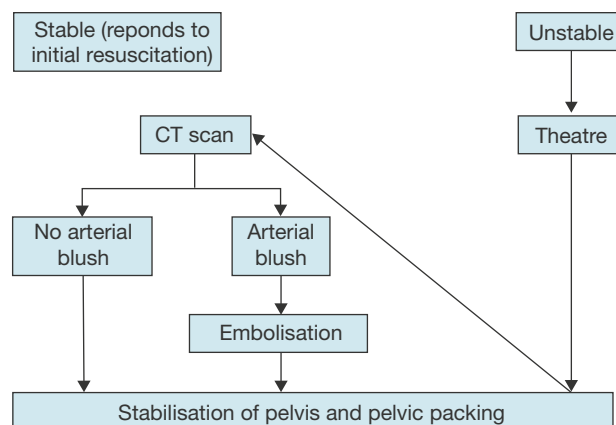 Stable (reponds to
initial resuscitation)
Unstable
CT scan
Theatre
No arterial
blush
Arterial
blush
Embolisation
Stabilisation of pelvis and pelvic packing